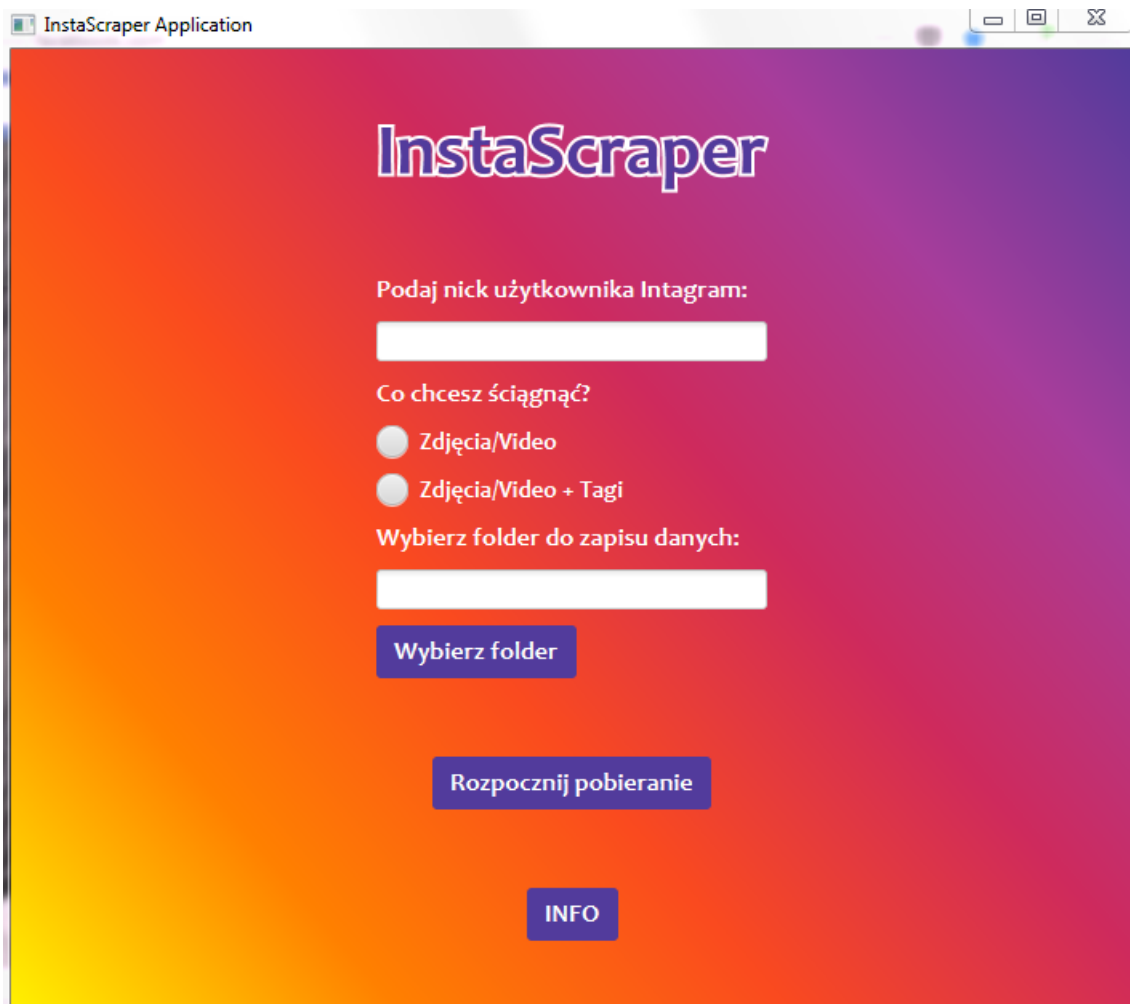 InstaScraper Application
InstaScraper
Podaj nick użytkownika Intagram:
Co chcesz ściągnąć?
Zdjęcia/Video
Zdjęcia/Video + Tagi
Wybierz folder do zapisu danych:
Wybierz folder
Rozpocznij pobieranie
INFO